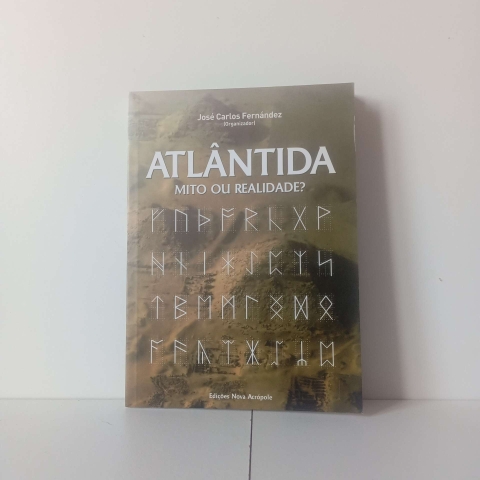 José Carlos Fernández
(Organizador)
ATLÂNTIDA
MITO OU REALIDADE?
ᚠ ᚢ ᚦ ᚩ ᚱ ᚳ ᚷ ᚹ
ᚻ ᚾ ᛁ ᛡ ᛇ ᛈ ᛉ ᛋ
ᛏ ᛒ ᛖ ᛗ ᛚ ᛝ ᛞ ᛟ
Edições Nova Acrópole